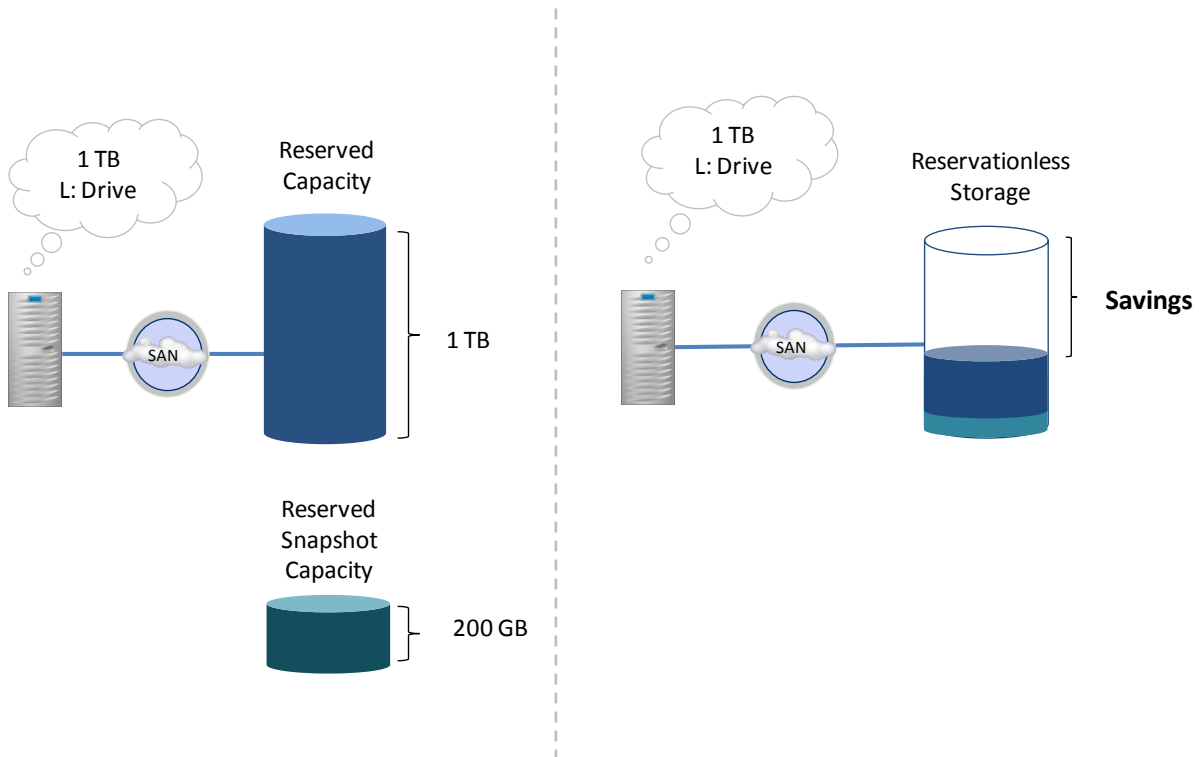 1 TB
L: Drive
Reserved
Capacity
SAN
1 TB
Reserved
Snapshot
Capacity
200 GB
1 TB
L: Drive
Reservationless
Storage
SAN
Savings